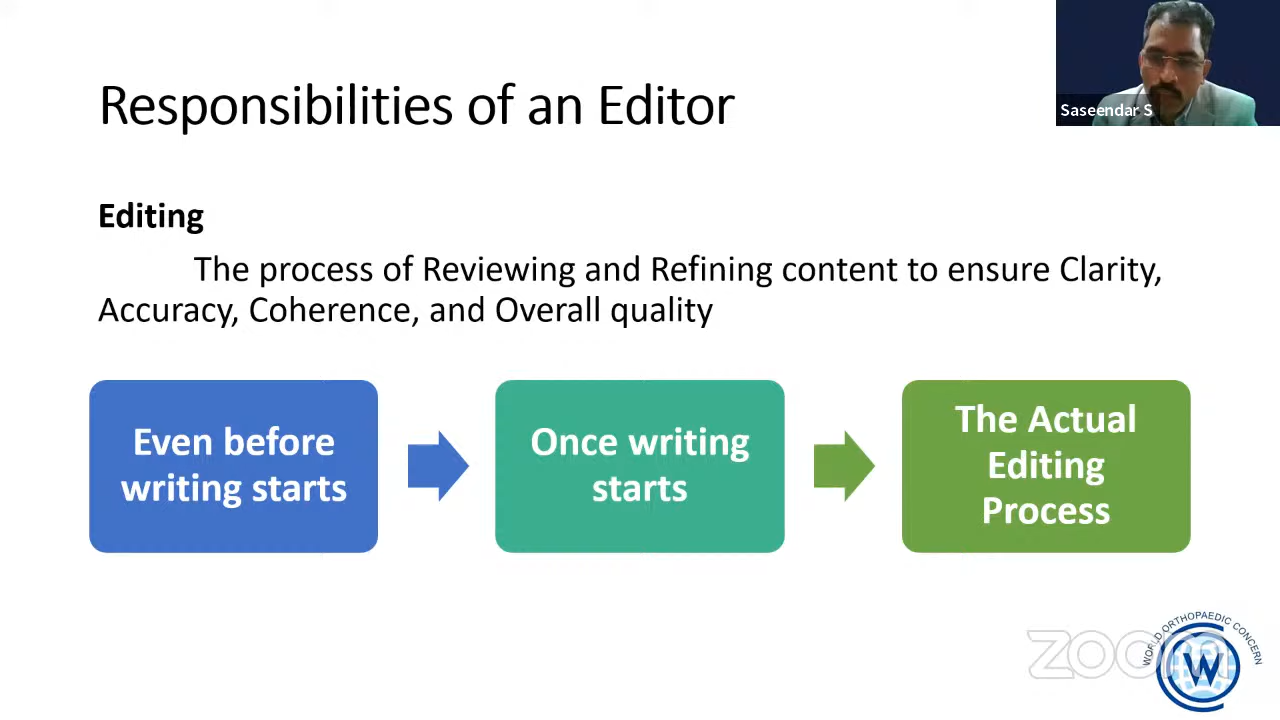 Responsibilities of an Editor
Saseendar S
Editing
The process of Reviewing and Refining content to ensure Clarity,
Accuracy, Coherence, and Overall quality
Even before
writing starts
Once writing
starts
The Actual
Editing
Process
WORLD ORTHOPAEDIC CONCERN
W
zoom